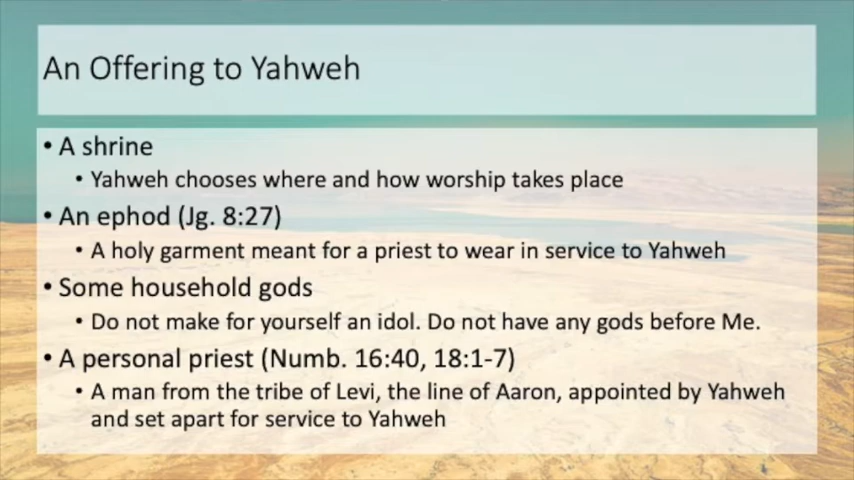 An Offering to Yahweh
• A shrine
• Yahweh chooses where and how worship takes place
• An ephod (Jg. 8:27)
• A holy garment meant for a priest to wear in service to Yahweh
• Some household gods
• Do not make for yourself an idol. Do not have any gods before Me.
• A personal priest (Numb. 16:40, 18:1-7)
• A man from the tribe of Levi, the line of Aaron, appointed by Yahweh
and set apart for service to Yahweh